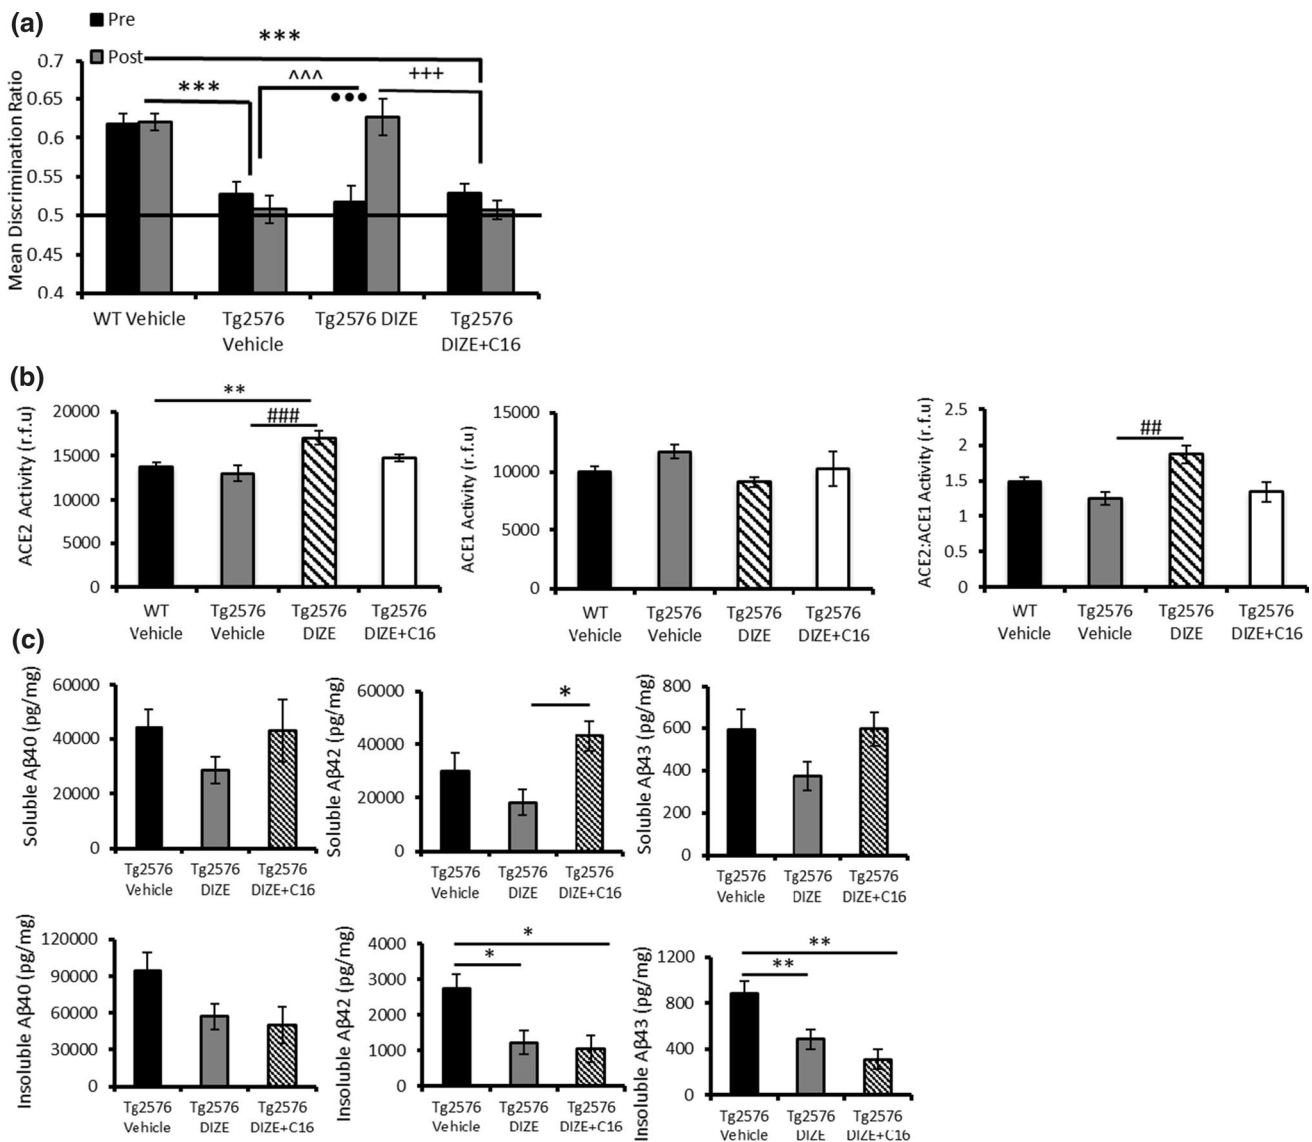 (a)
Pre
Post
***
***
^^^
•••
+++
Mean Discrimination Ratio
0.7
0.65
0.6
0.55
0.5
0.45
0.4
WT Vehicle
Tg2576
Vehicle
Tg2576 DIZE
Tg2576
DIZE+C16
(b)
ACE2 Activity (r.f.u)
20000
15000
10000
5000
0
**
###
WT
Vehicle
Tg2576
Vehicle
Tg2576
DIZE
Tg2576
DIZE+C16
ACE1 Activity (r.f.u)
15000
10000
5000
0
WT
Vehicle
Tg2576
Vehicle
Tg2576
DIZE
Tg2576
DIZE+C16
ACE2:ACE1 Activity (r.f.u)
2.5
2
1.5
1
0.5
0
##
WT
Vehicle
Tg2576
Vehicle
Tg2576
DIZE
Tg2576
DIZE+C16
(c)
Soluble Aβ40 (pg/mg)
60000
40000
20000
0
Tg2576
Vehicle
Tg2576
DIZE
Tg2576
DIZE+C16
Soluble Aβ42 (pg/mg)
60000
40000
20000
0
*
Tg2576
Vehicle
Tg2576
DIZE
Tg2576
DIZE+C16
Soluble Aβ43 (pg/mg)
800
600
400
200
0
Tg2576
Vehicle
Tg2576
DIZE
Tg2576
DIZE+C16
Insoluble Aβ40 (pg/mg)
120000
90000
60000
30000
0
Tg2576
Vehicle
Tg2576
DIZE
Tg2576
DIZE+C16
Insoluble Aβ42 (pg/mg)
4000
3000
2000
1000
0
*
*
Tg2576
Vehicle
Tg2576
DIZE
Tg2576
DIZE+C16
Insoluble Aβ43 (pg/mg)
1200
800
400
0
**
**
Tg2576
Vehicle
Tg2576
DIZE
Tg2576
DIZE+C16